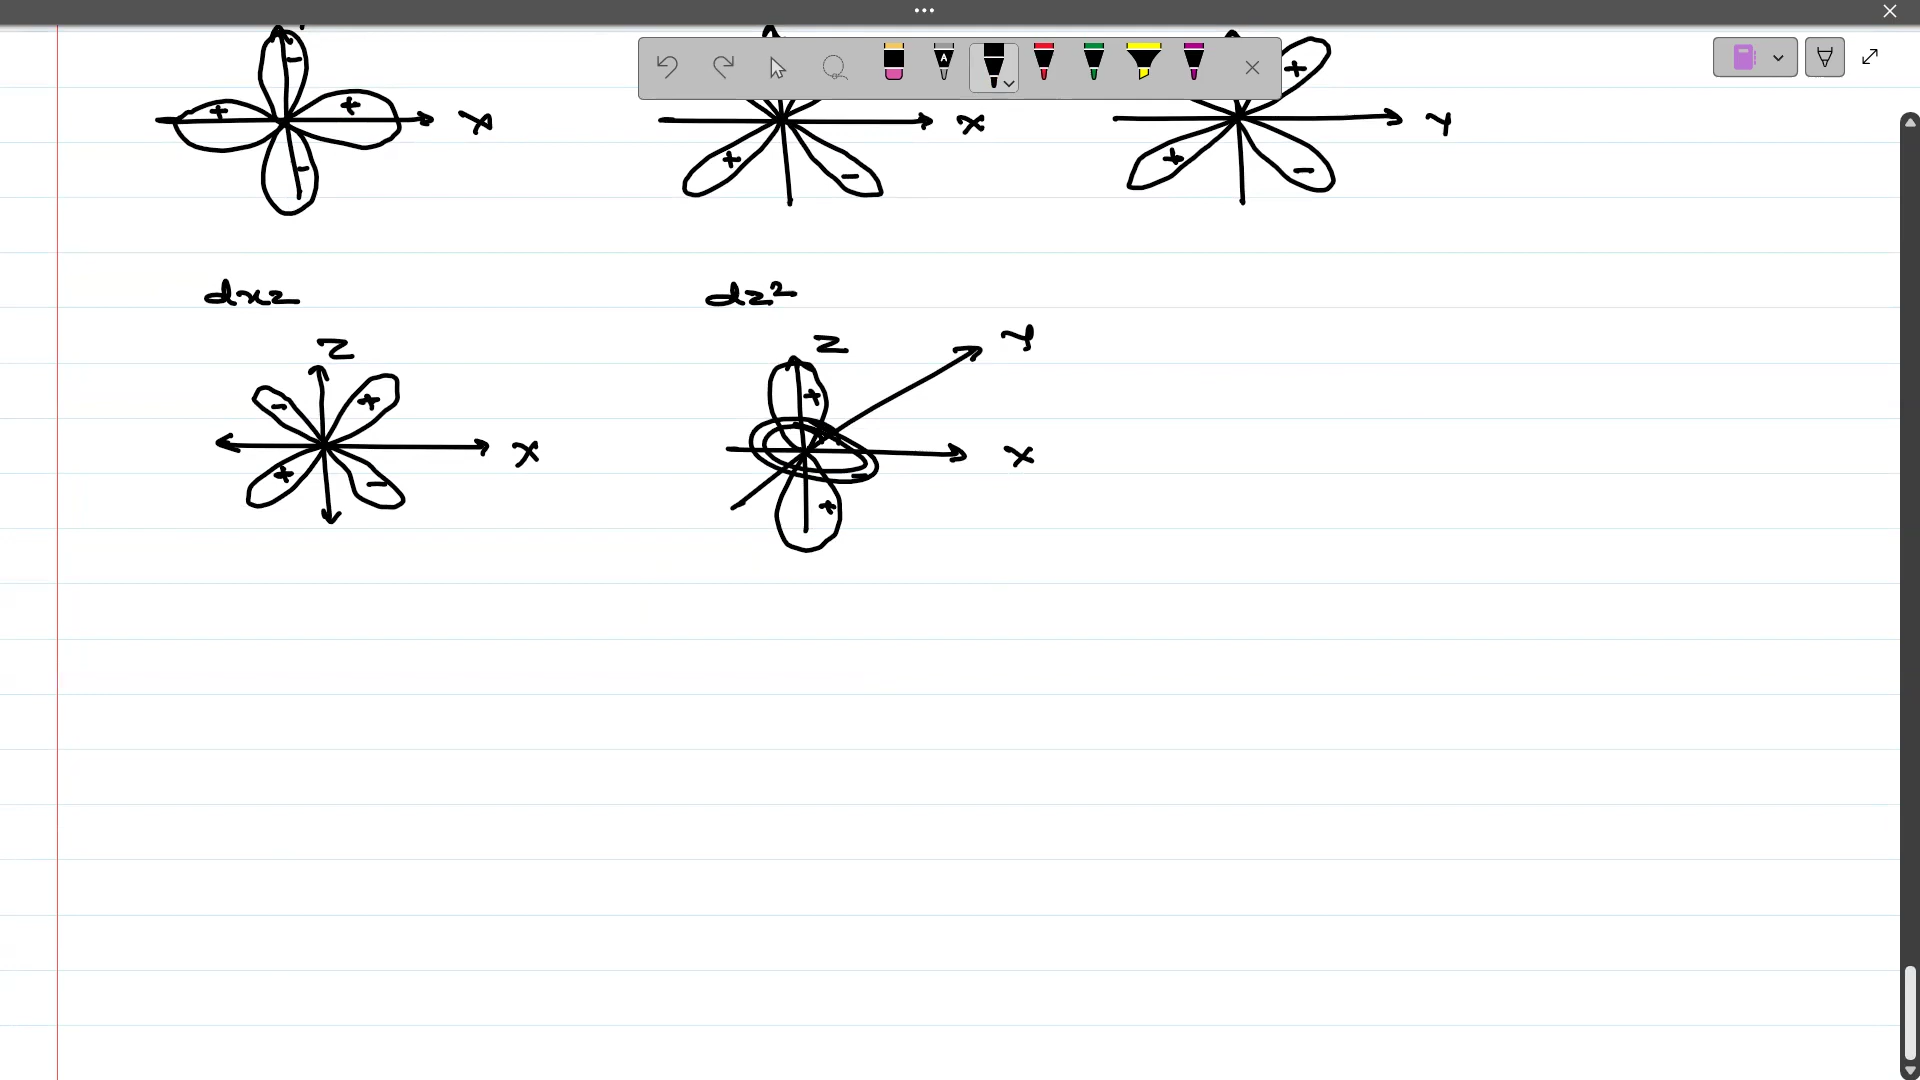 - +
+ + X
-
X
+ -
+ Y
+ -
dxz
dz²
Z
- +
X
+ -
Z
Y
+
X
-
+
A